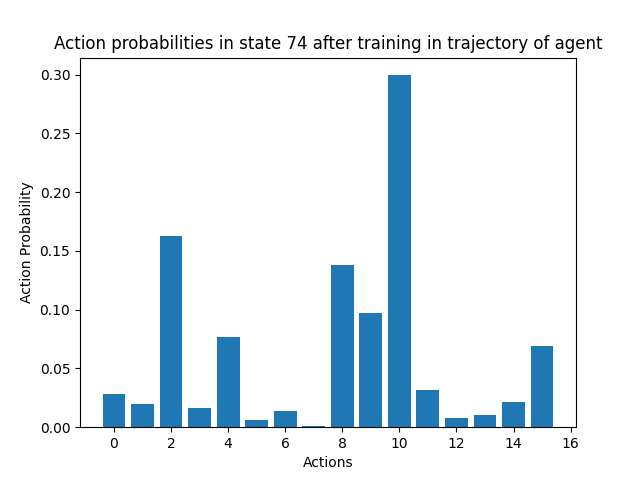 Action probabilities in state 74 after training in trajectory of agent
0.30
0.25
0.20
0.15
0.10
0.05
0.00
Action Probability
0 2 4 6 8 10 12 14 16
Actions